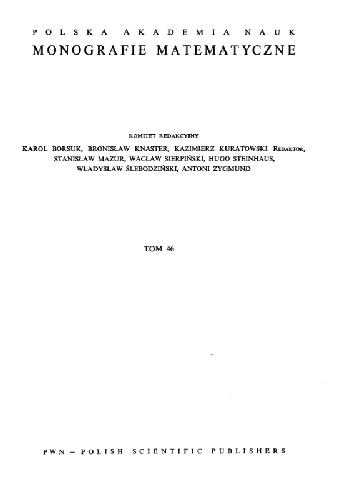 POLSKA AKADEMIA NAUK
MONOGRAFIE MATEMATYCZNE
KOMITET REDAKCYJNY
KAROL BORSUK, BRONISŁAW KNASTER, KAZIMIERZ KURATOWSKI REDAKTOR,
STANISŁAW MAZUR, WACŁAW SIERPIŃSKI, HUGO STEINHAUS,
WŁADYSŁAW ŚLEBODZIŃSKI, ANTONI ZYGMUND
TOM 46
PWN – POLISH SCIENTIFIC PUBLISHERS